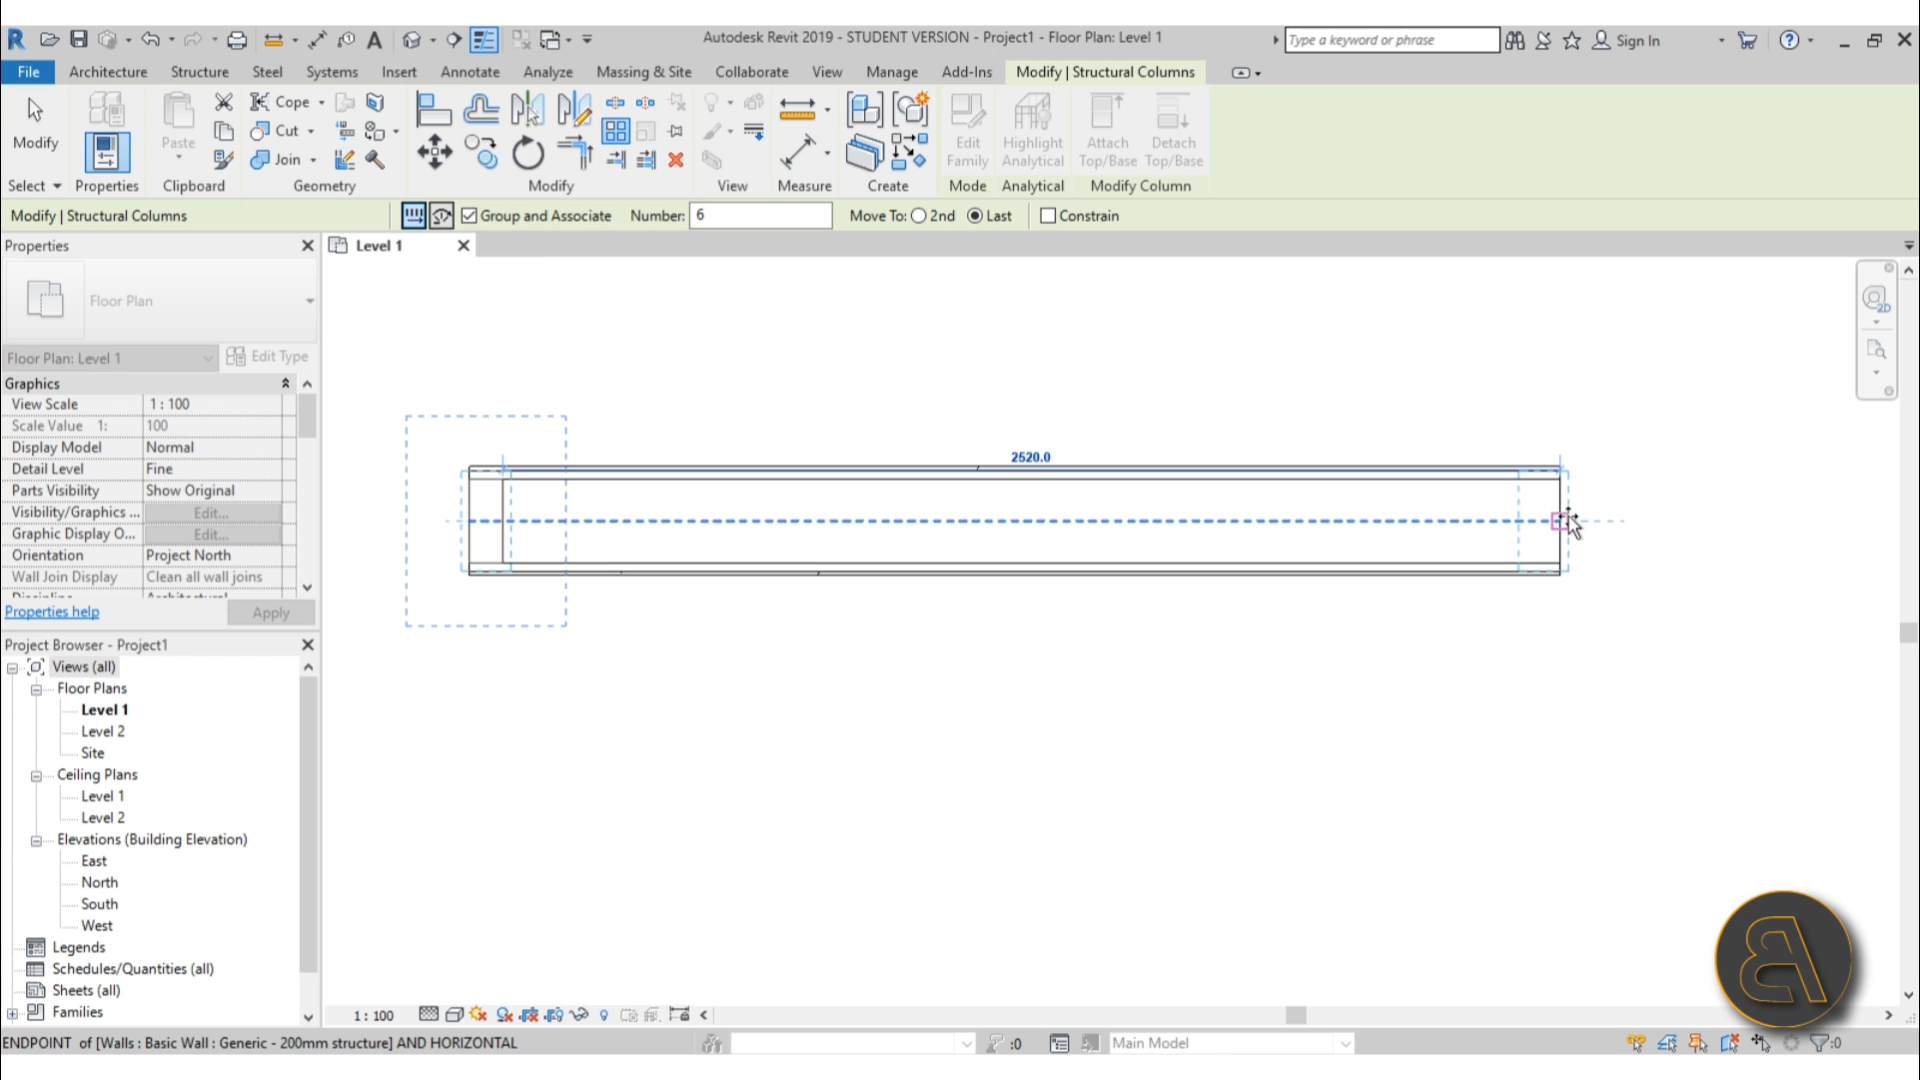 Autodesk Revit 2019 - STUDENT VERSION - Project1 - Floor Plan: Level 1
Type a keyword or phrase
Sign In
File Architecture Structure Steel Systems Insert Annotate Analyze Massing & Site Collaborate View Manage Add-Ins Modify | Structural Columns
Modify Paste Cope Cut Join Edit Family Highlight Analytical Attach Top/Base Detach Top/Base
Select Properties Clipboard Geometry Modify View Measure Create Mode Analytical Modify Column
Modify | Structural Columns Group and Associate Number: 6 Move To: 2nd Last Constrain
Properties
Level 1
Floor Plan
Floor Plan: Level 1 Edit Type
Graphics
View Scale 1 : 100
Scale Value 1: 100
Display Model Normal
Detail Level Fine
Parts Visibility Show Original
Visibility/Graphics ... Edit...
Graphic Display O... Edit...
Orientation Project North
Wall Join Display Clean all wall joins
Properties help Apply
2520.0
2D
Project Browser - Project1
Views (all)
Floor Plans
Level 1
Level 2
Site
Ceiling Plans
Level 1
Level 2
Elevations (Building Elevation)
East
North
South
West
Legends
Schedules/Quantities (all)
Sheets (all)
Families
1 : 100
ENDPOINT of [Walls : Basic Wall : Generic - 200mm structure] AND HORIZONTAL
:0
Main Model
:0